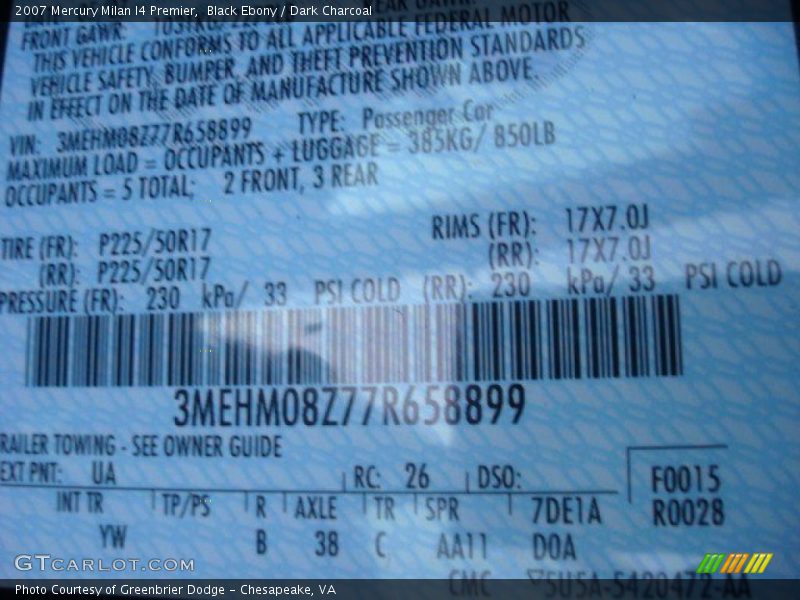 2007 Mercury Milan I4 Premier, Black Ebony / Dark Charcoal
FRONT GAWR:
THIS VEHICLE CONFORMS TO ALL APPLICABLE FEDERAL MOTOR
VEHICLE SAFETY, BUMPER, AND THEFT PREVENTION STANDARDS
IN EFFECT ON THE DATE OF MANUFACTURE SHOWN ABOVE.
VIN: 3MEHM08Z77R658899 TYPE: Passenger Car
MAXIMUM LOAD = OCCUPANTS + LUGGAGE = 385KG/ 850LB
OCCUPANTS = 5 TOTAL; 2 FRONT, 3 REAR
TIRE (FR): P225/50R17 RIMS (FR): 17X7.0J
(RR): P225/50R17 (RR): 17X7.0J
PRESSURE (FR): 230 kPa/ 33 PSI COLD (RR): 230 kPa/ 33 PSI COLD
3MEHM08Z77R658899
RAILER TOWING - SEE OWNER GUIDE
EXT PNT: UA RC: 26 DSO: F0015
INT TR TP/PS R AXLE TR SPR 7DE1A R0028
YW B 38 C AA11 D0A
CMC 5U5A-5420472-AA
GTCARLOT.COM
Photo Courtesy of Greenbrier Dodge - Chesapeake, VA